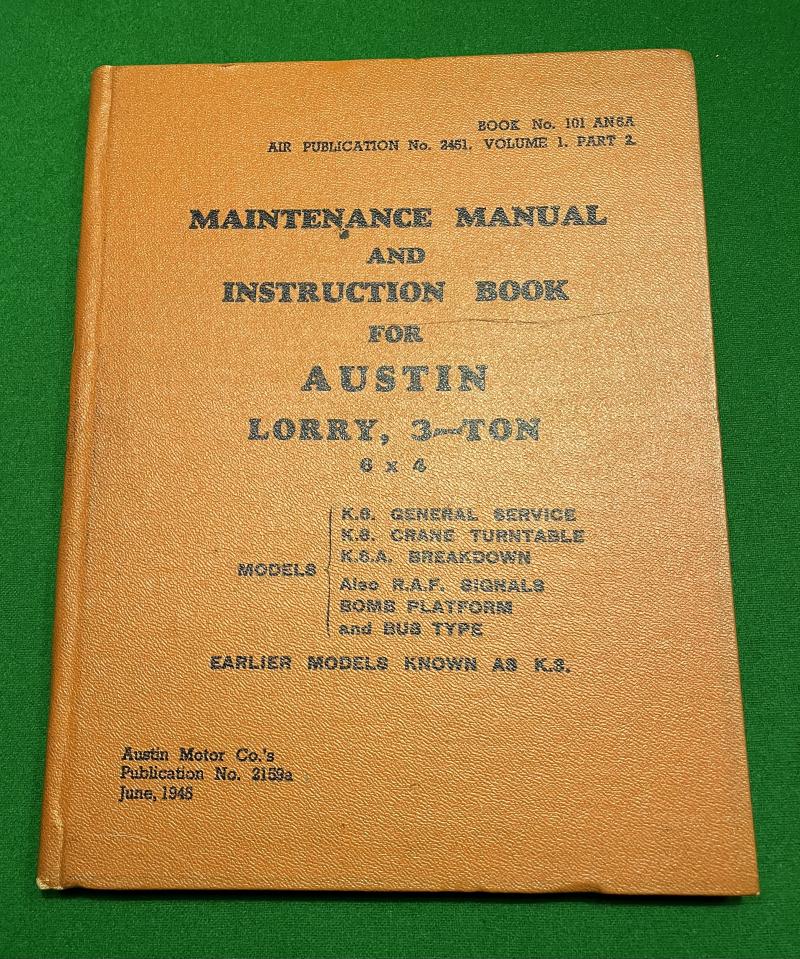 BOOK No. 101 AN6A
AIR PUBLICATION No. 2451. VOLUME 1. PART 2.
MAINTENANCE MANUAL
AND
INSTRUCTION BOOK
FOR
AUSTIN
LORRY, 3—TON
6 x 4
MODELS
K.6. GENERAL SERVICE
K.6. CRANE TURNTABLE
K.6.A. BREAKDOWN
Also R.A.F. SIGNALS
BOMB PLATFORM
and BUS TYPE
EARLIER MODELS KNOWN AS K.3.
Austin Motor Co.'s
Publication No. 2159a
June, 1945